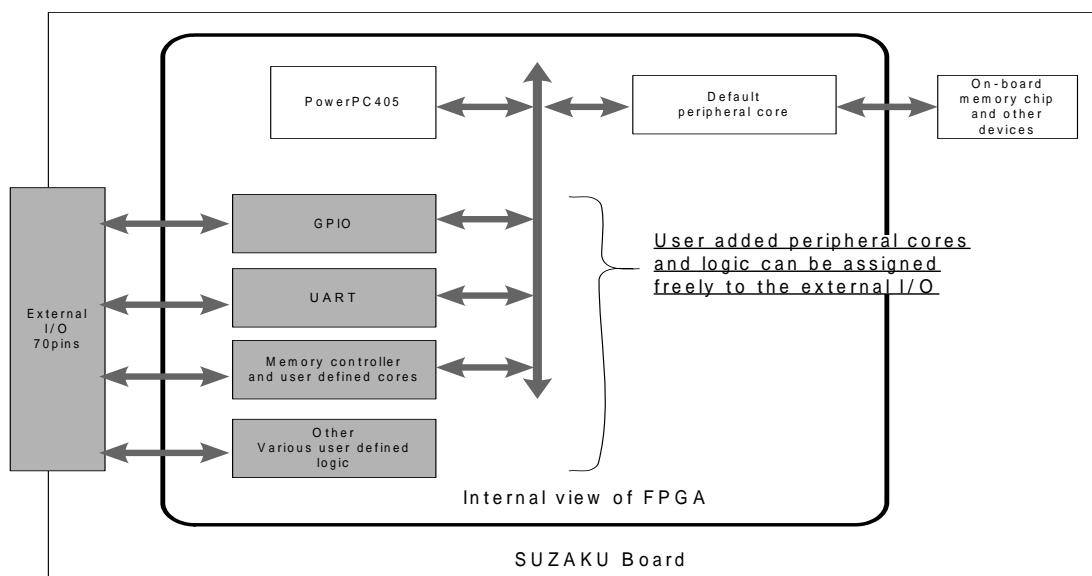 PowerPC405
Default
peripheral core
On-board
memory chip
and other
devices
External
I/O
70pins
GPIO
UART
Memory controller
and user defined cores
Other
Various user defined
logic
User added peripheral cores
and logic can be assigned
freely to the external I/O
Internal view of FPGA
SUZAKU Board